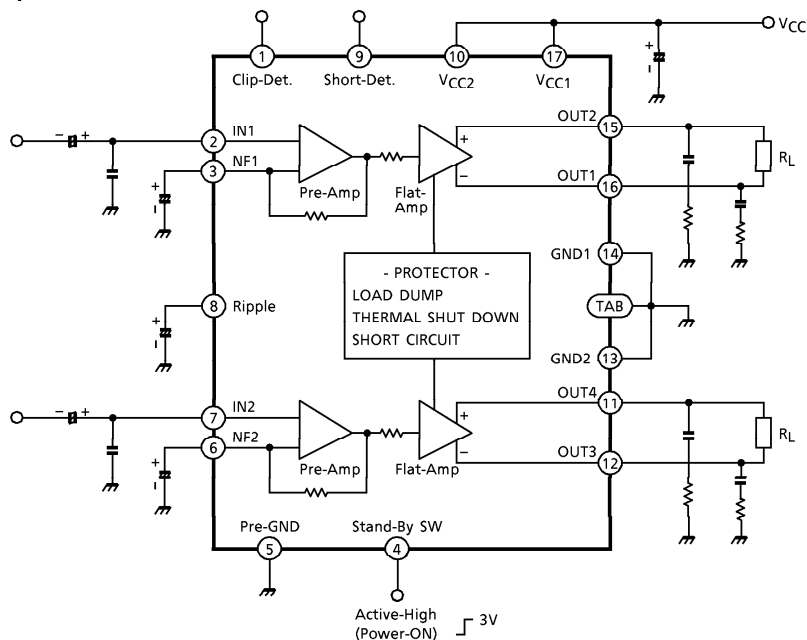 VCC
1
9
10
17
Clip-Det.
Short-Det.
VCC2
VCC1
+
−
OUT2
15
− +
2
IN1
+
3
NF1
−
OUT1
16
RL
Pre-Amp
Flat-
Amp
+
−
GND1
14
- PROTECTOR -
LOAD DUMP
THERMAL SHUT DOWN
SHORT CIRCUIT
8
Ripple
TAB
+
−
GND2
13
OUT4
11
− +
7
IN2
+
6
NF2
−
OUT3
12
RL
Pre-Amp
Flat-Amp
+
−
Pre-GND
Stand-By SW
5
4
Active-High
(Power-ON)
3V